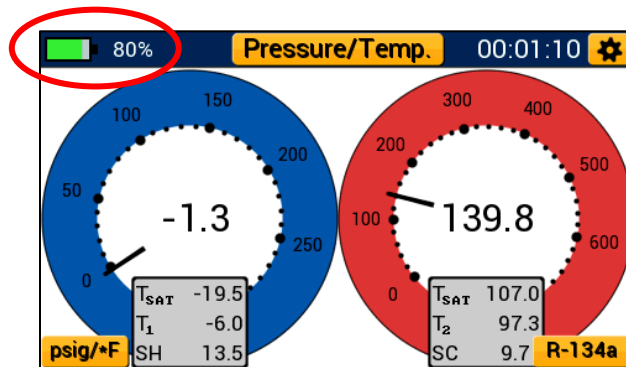 80% Pressure/Temp. 00:01:10
50 100 150 200 250
0
-1.3
TSAT -19.5
T1 -6.0
SH 13.5
psig/*F
0 100 200 300 400 500 600
139.8
TSAT 107.0
T2 97.3
SC 9.7
R-134a